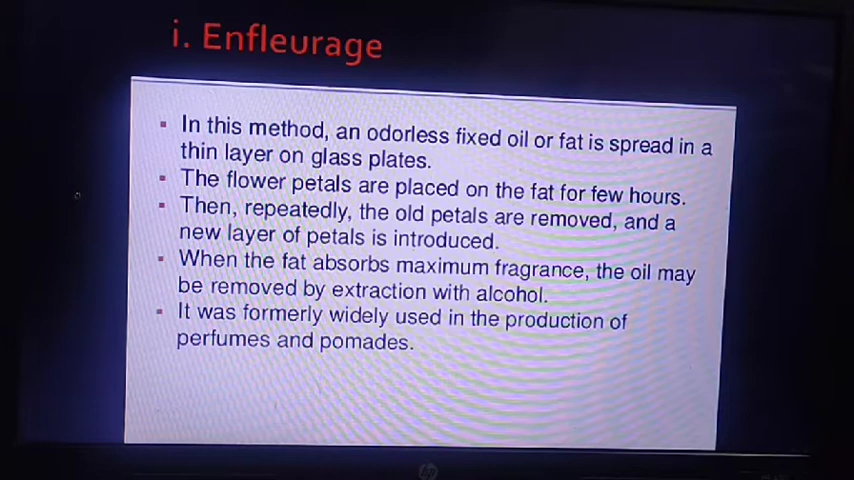 i. Enfleurage
▪ In this method, an odorless fixed oil or fat is spread in a
thin layer on glass plates.
▪ The flower petals are placed on the fat for few hours.
▪ Then, repeatedly, the old petals are removed, and a
new layer of petals is introduced.
▪ When the fat absorbs maximum fragrance, the oil may
be removed by extraction with alcohol.
▪ It was formerly widely used in the production of
perfumes and pomades.
hp